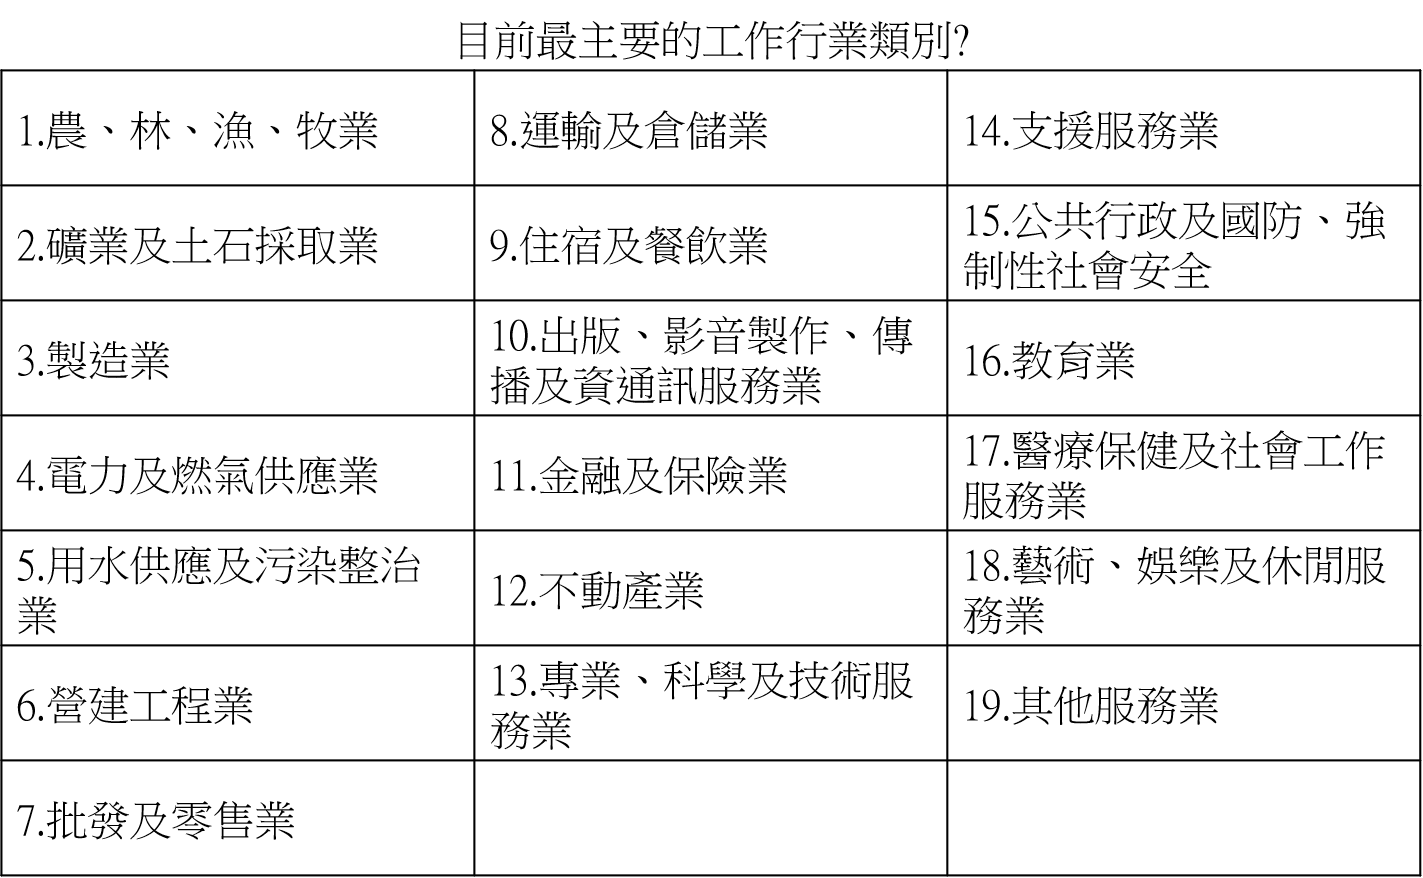 目前最主要的工作行業類別?
1.農、林、漁、牧業
8.運輸及倉儲業
14.支援服務業
2.礦業及土石採取業
9.住宿及餐飲業
15.公共行政及國防、強
制性社會安全
3.製造業
10.出版、影音製作、傳
播及資通訊服務業
16.教育業
4.電力及燃氣供應業
11.金融及保險業
17.醫療保健及社會工作
服務業
5.用水供應及污染整治
業
12.不動產業
18.藝術、娛樂及休閒服
務業
6.營建工程業
13.專業、科學及技術服
務業
19.其他服務業
7.批發及零售業